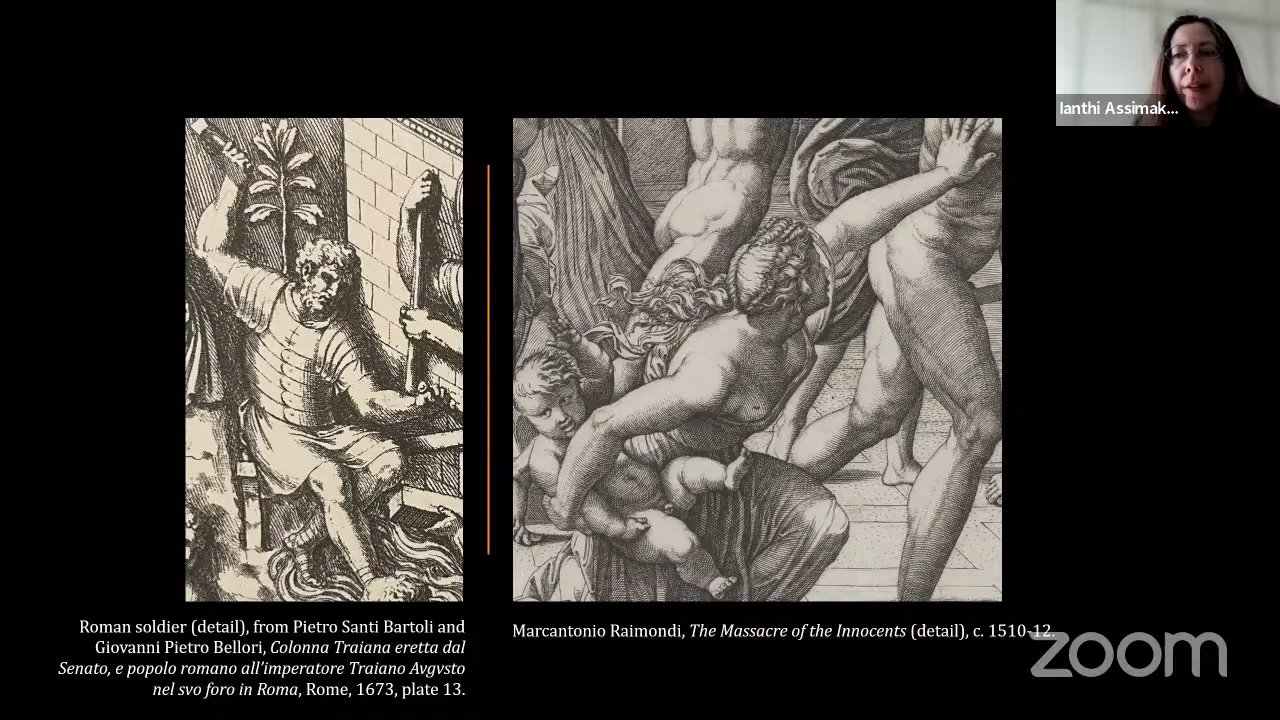 Ianthi Assimak...
Roman soldier (detail), from Pietro Santi Bartoli and
Giovanni Pietro Bellori, Colonna Traiana eretta dal
Senato, e popolo romano all'imperatore Traiano Avgvsto
nel svo foro in Roma, Rome, 1673, plate 13.
Marcantonio Raimondi, The Massacre of the Innocents (detail), c. 1510-12.
zoom